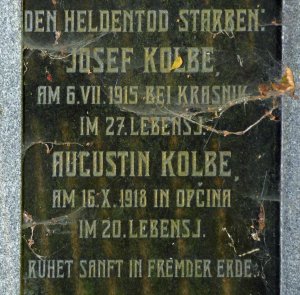 DEN HELDENTOD STARBEN:
JOSEF KOLBE,
AM 6.VII.1915 BEI KRASNIK
IM 27.LEBENSJ.
AUGUSTIN KOLBE,
AM 16.X.1918 IN OPČINA
IM 20.LEBENSJ.
RUHET SANFT IN FREMDER ERDE.